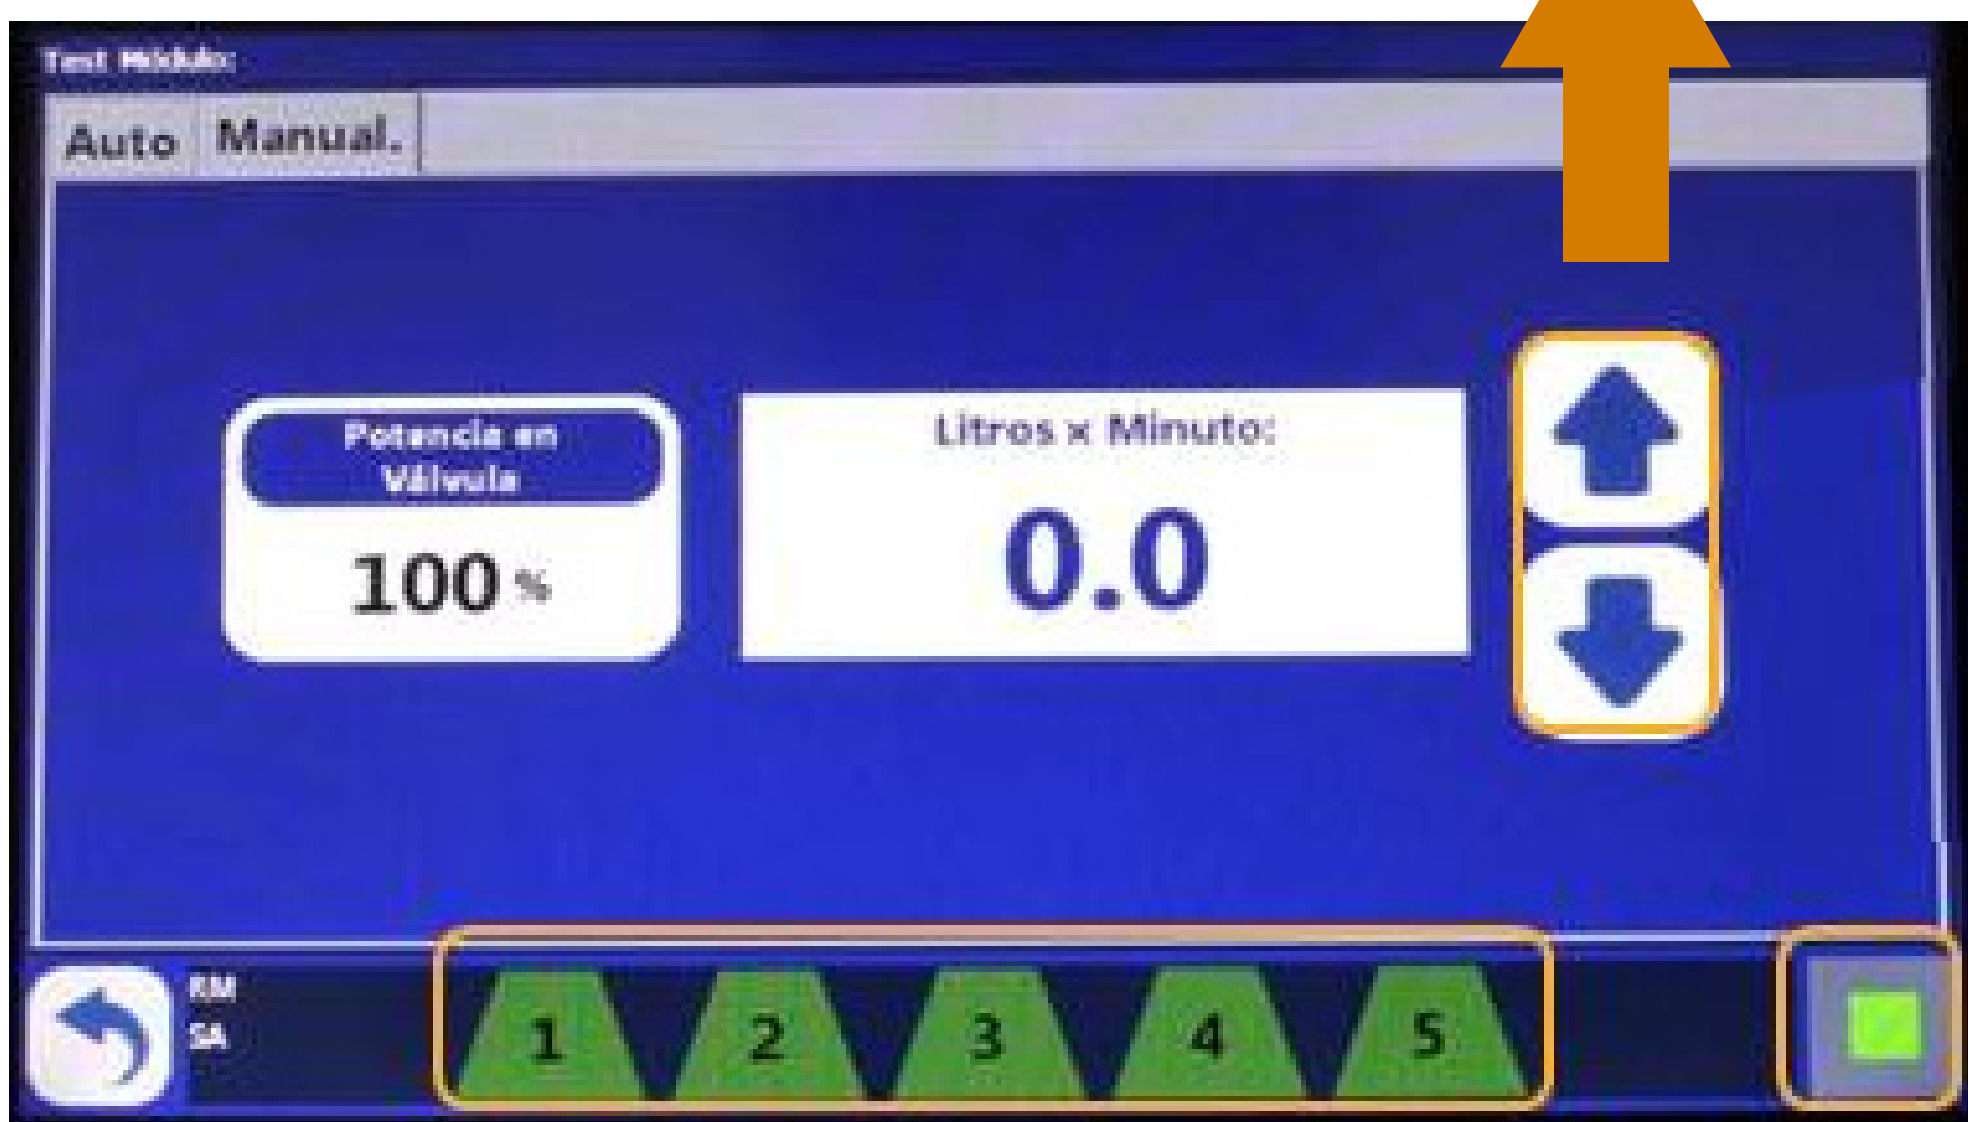 Test Módulo:
Auto
Manual.
Potencia en
Válvula
100 %
Litros x Minuto:
0.0
RM
SA
1
2
3
4
5